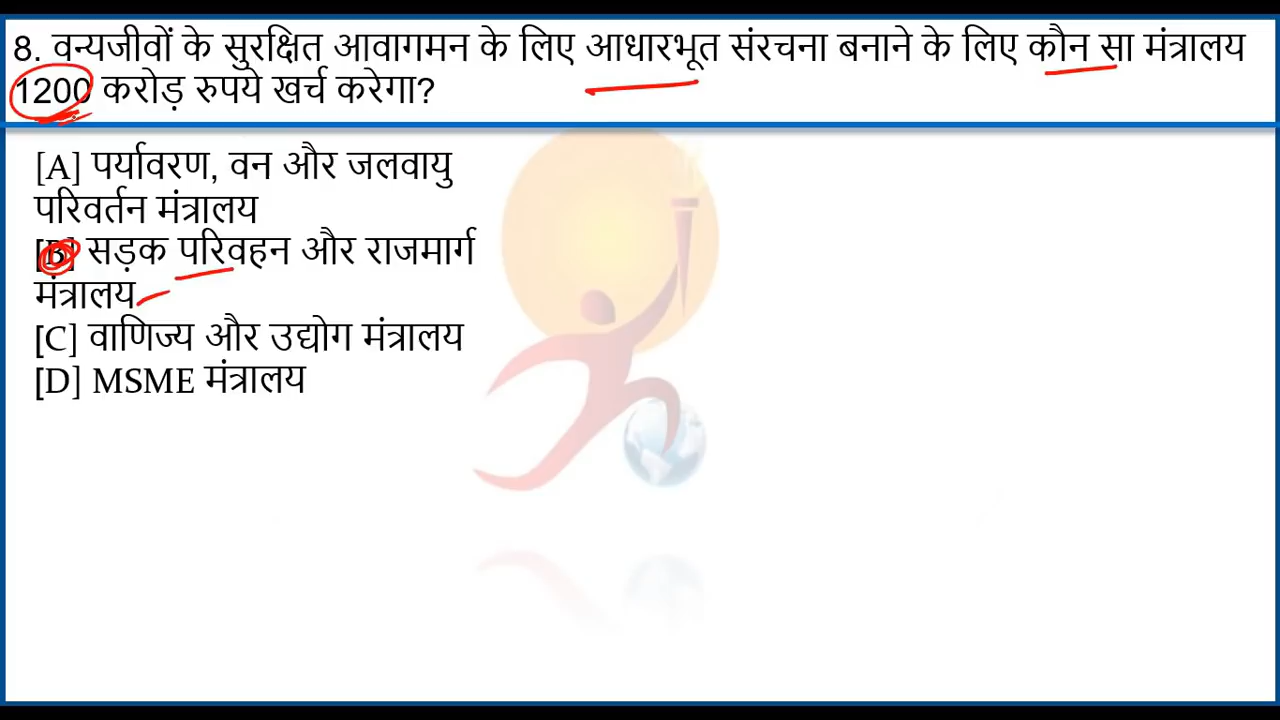 8. वन्यजीवों के सुरक्षित आवागमन के लिए आधारभूत संरचना बनाने के लिए कौन सा मंत्रालय
1200 करोड़ रुपये खर्च करेगा?
[A] पर्यावरण, वन और जलवायु
परिवर्तन मंत्रालय
[B] सड़क परिवहन और राजमार्ग
मंत्रालय
[C] वाणिज्य और उद्योग मंत्रालय
[D] MSME मंत्रालय